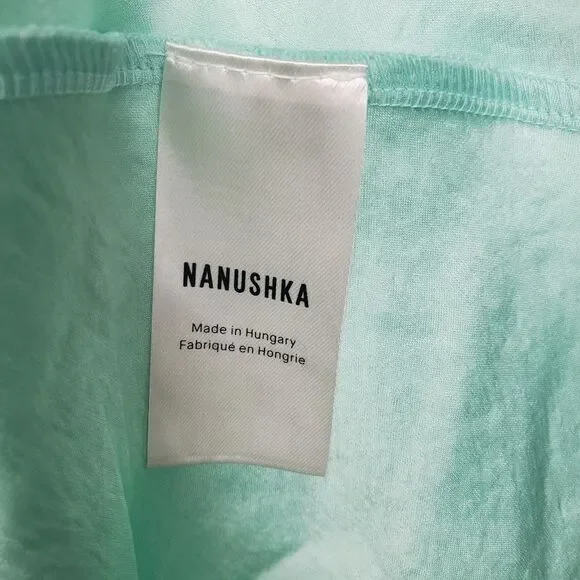 NANUSHKA
Made in Hungary
Fabriqué en Hongrie